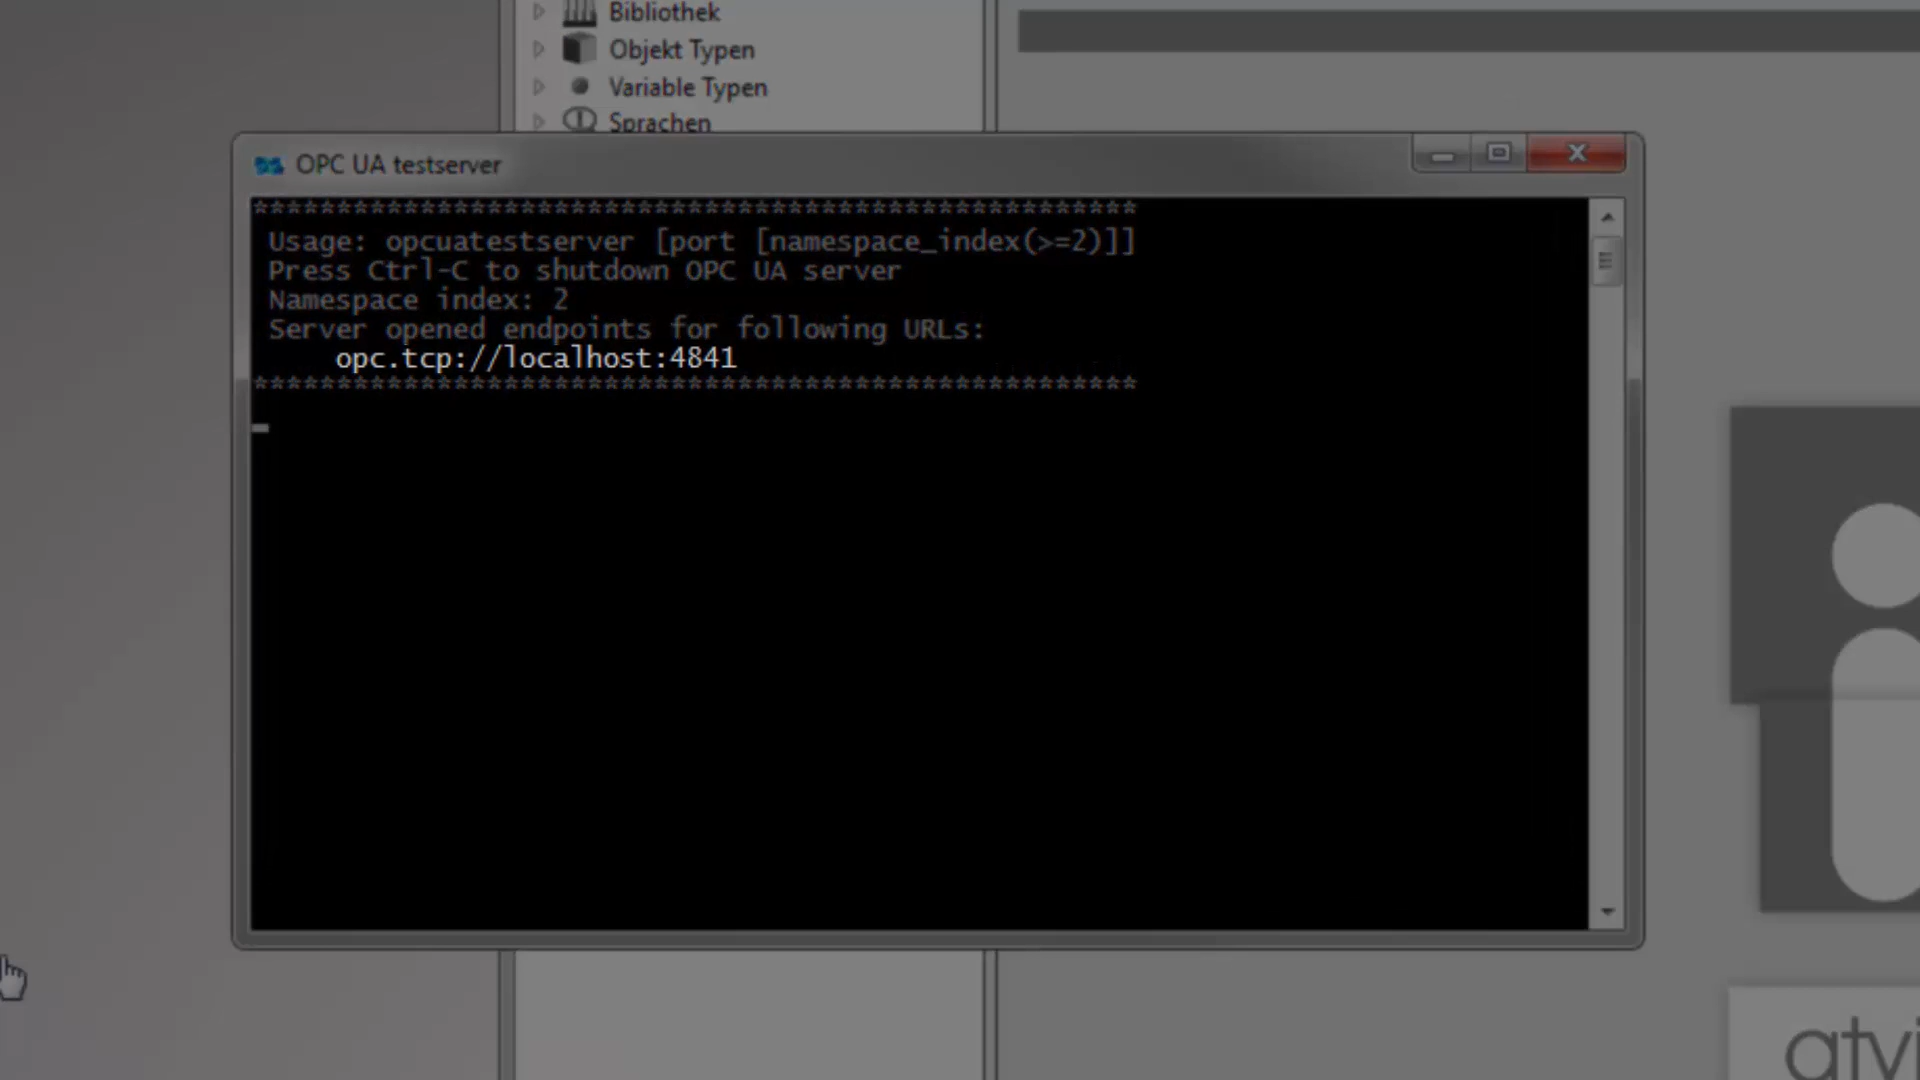 Bibliothek
Objekt Typen
Variable Typen
Sprachen
OPC UA testserver
*****************************************************
Usage: opcuatestserver [port [namespace_index(>=2)]]
Press Ctrl-C to shutdown OPC UA server
Namespace index: 2
Server opened endpoints for following URLs:
opc.tcp://localhost:4841
*****************************************************